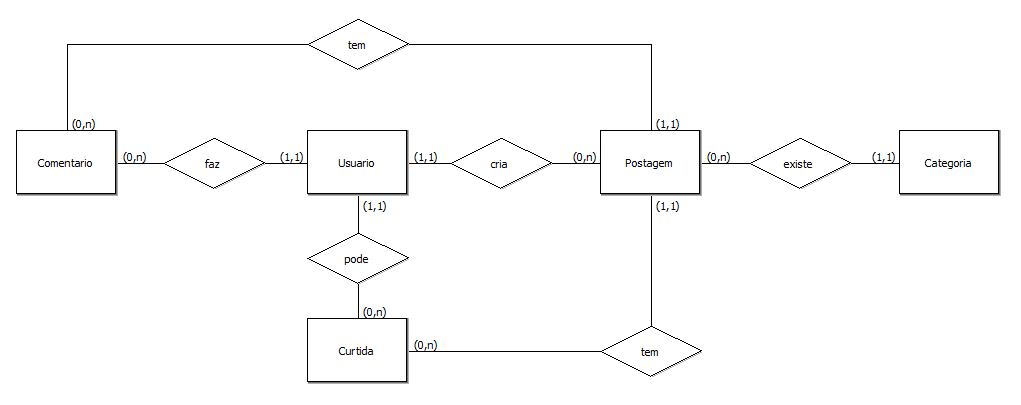 tem
(0,n)
(1,1)
Comentario
(0,n)
faz
(1,1)
Usuario
(1,1)
cria
(0,n)
Postagem
(0,n)
existe
(1,1)
Categoria
(1,1)
(1,1)
pode
(0,n)
Curtida
(0,n)
tem